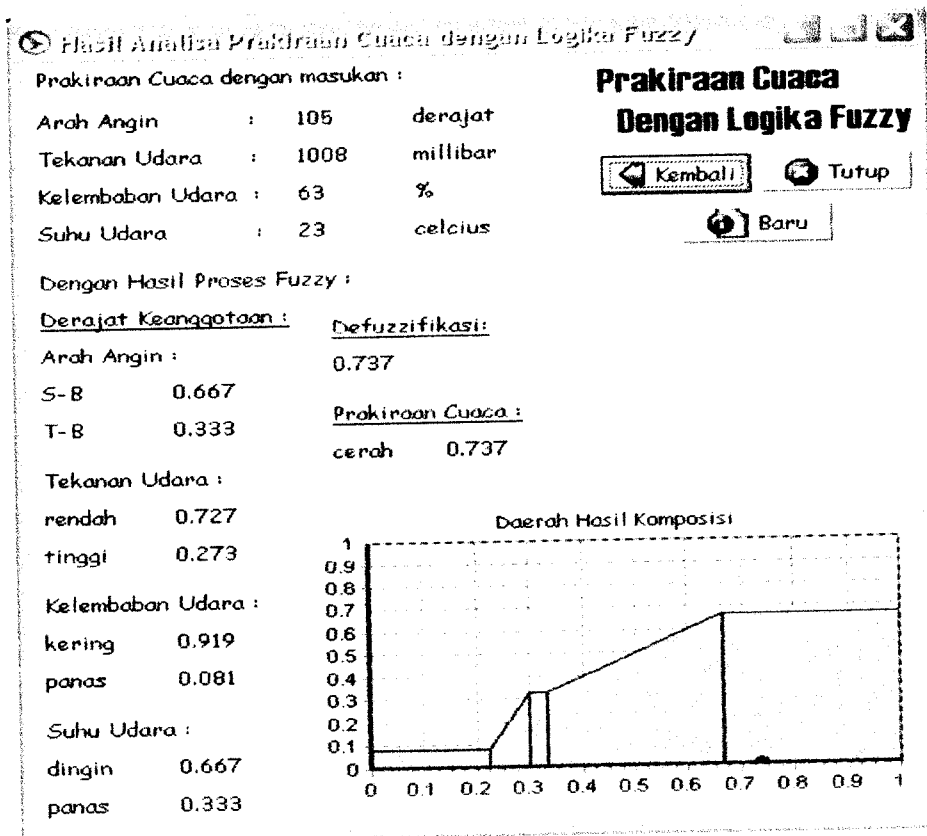 Hasil Analisa Prakiraan Cuaca dengan Logika Fuzzy
Prakiraan Cuaca dengan masukan :
Arah Angin : 105 derajat
Tekanan Udara : 1008 millibar
Kelembaban Udara : 63 %
Suhu Udara : 23 celcius
Prakiraan Cuaca
Dengan Logika Fuzzy
Kembali
Tutup
Baru
Dengan Hasil Proses Fuzzy :
Derajat Keanggotaan :
Arah Angin :
S-B 0.667
T-B 0.333
Tekanan Udara :
rendah 0.727
tinggi 0.273
Kelembaban Udara :
kering 0.919
panas 0.081
Suhu Udara :
dingin 0.667
panas 0.333
Defuzzifikasi:
0.737
Prakiraan Cuaca :
cerah 0.737
Daerah Hasil Komposisi
1
0.9
0.8
0.7
0.6
0.5
0.4
0.3
0.2
0.1
0
0 0.1 0.2 0.3 0.4 0.5 0.6 0.7 0.8 0.9 1